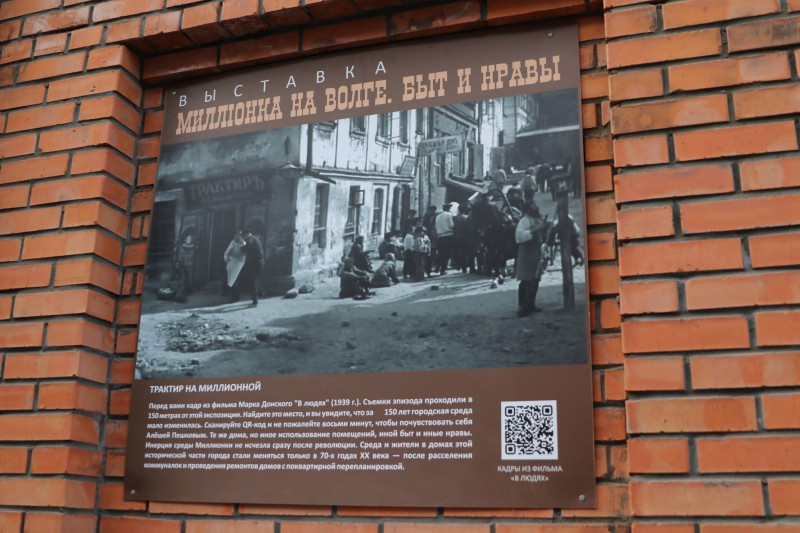 ВЫСТАВКА
МИЛЛIОНКА НА ВОЛГЕ. БЫТ И НРАВЫ
ТРАКТИРЪ
ТРАКТИР НА МИЛЛИОННОЙ
Перед вами кадр из фильма Марка Донского "В людях" (1939 г.). Съемки эпизода проходили в
150 метрах от этой экспозиции. Найдите это место, и вы увидите, что за 150 лет городская среда
мало изменилась. Сканируйте QR-код и не пожалейте восьми минут, чтобы почувствовать себя
Алёшей Пешковым. Те же дома, но иное использование помещений, иной быт и иные нравы.
Инерция среды Миллионки не исчезла сразу после революции. Среда и жители в домах этой
исторической части города стали меняться только в 70-х годах XX века — после расселения
коммуналок и проведения ремонтов домов с поквартирной перепланировкой.
КАДРЫ ИЗ ФИЛЬМА
«В ЛЮДЯХ»